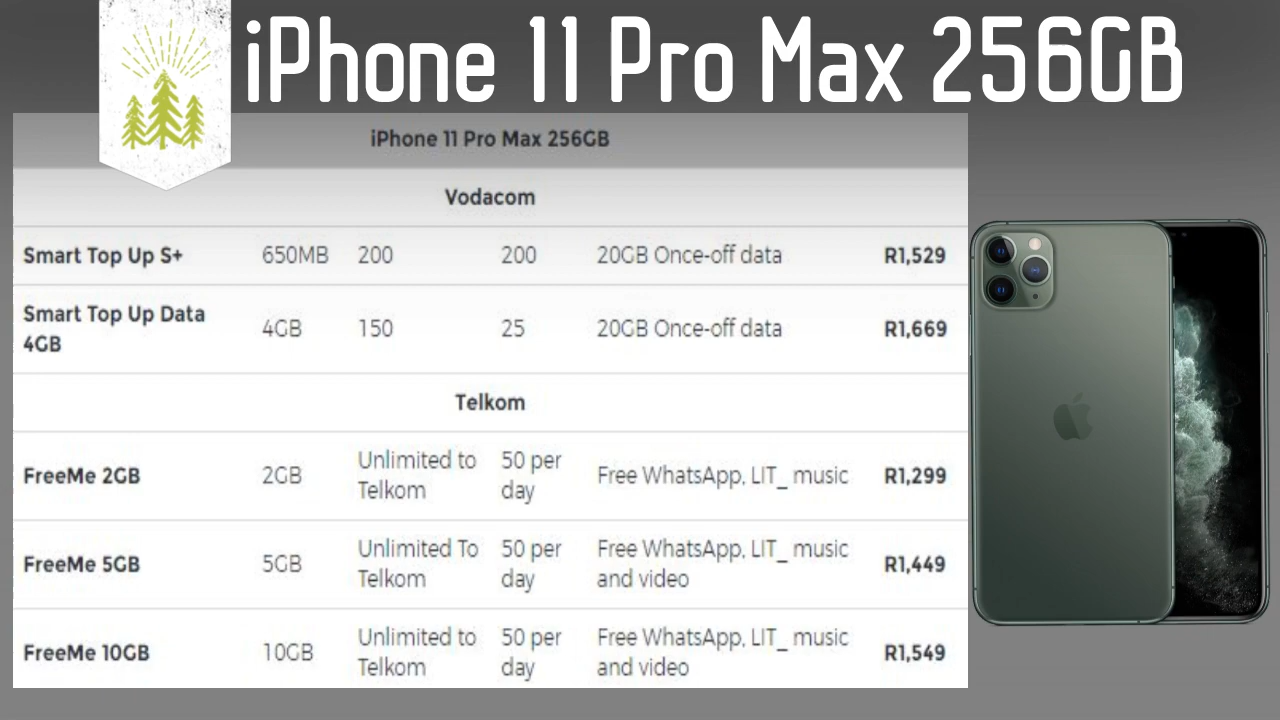 iPhone 11 Pro Max 256GB
iPhone 11 Pro Max 256GB
Vodacom
Smart Top Up S+ 650MB 200 200 20GB Once-off data R1,529
Smart Top Up Data
4GB 4GB 150 25 20GB Once-off data R1,669
Telkom
FreeMe 2GB 2GB Unlimited to
Telkom 50 per
day Free WhatsApp, LIT_ music R1,299
FreeMe 5GB 5GB Unlimited To
Telkom 50 per
day Free WhatsApp, LIT_ music
and video R1,449
FreeMe 10GB 10GB Unlimited to
Telkom 50 per
day Free WhatsApp, LIT_ music
and video R1,549